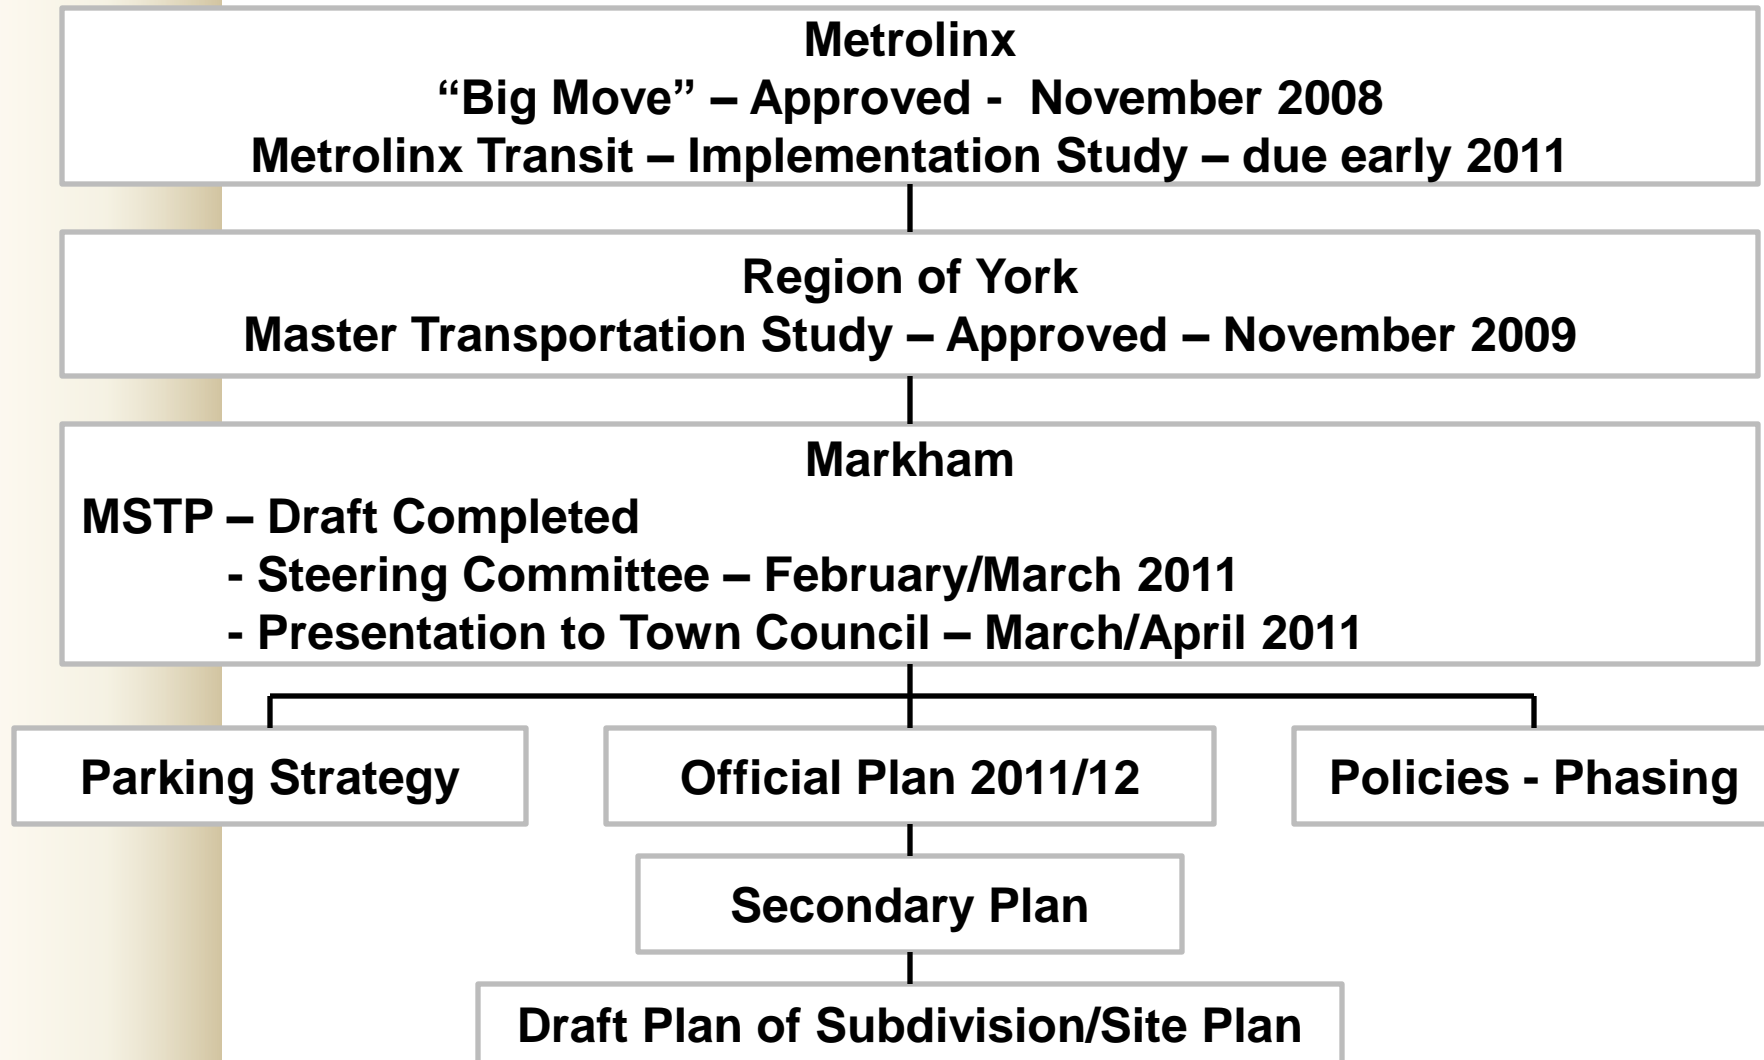 Metrolinx
“Big Move” – Approved - November 2008
Metrolinx Transit – Implementation Study – due early 2011
Region of York
Master Transportation Study – Approved – November 2009
Markham
MSTP – Draft Completed
- Steering Committee – February/March 2011
- Presentation to Town Council – March/April 2011
Parking Strategy
Official Plan 2011/12
Policies - Phasing
Secondary Plan
Draft Plan of Subdivision/Site Plan